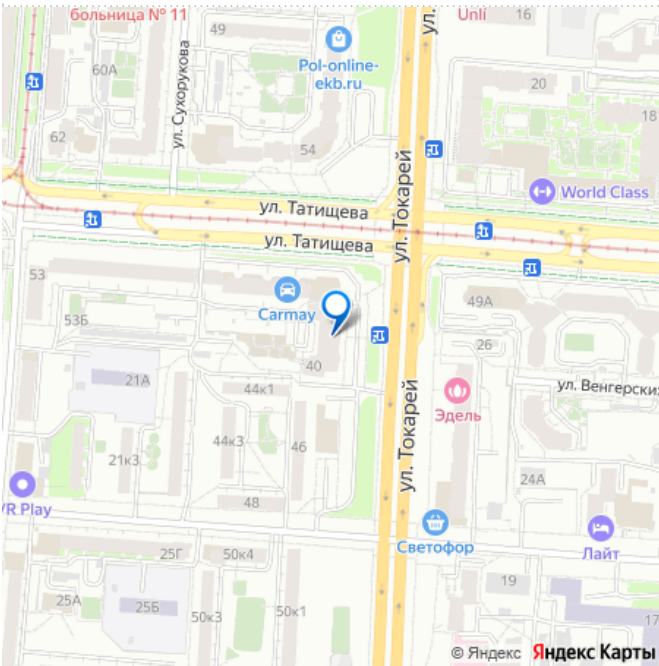 больница № 11
49
Unli
16
ул.
60А
ул. Сухорукова
Pol-online-
ekb.ru
20
18
62
54
ул. Токарей
World Class
ул. Татищева
ул. Татищева
53
Carmay
49А
53Б
26
40
21А
44к1
ул. Венгерских
ул. Токарей
Эдель
44к3
46
21к3
24А
VR Play
48
Светофор
Лайт
25Г
50к4
19
25А
25Б
50к3
50к1
17
© Яндекс Яндекс Карты